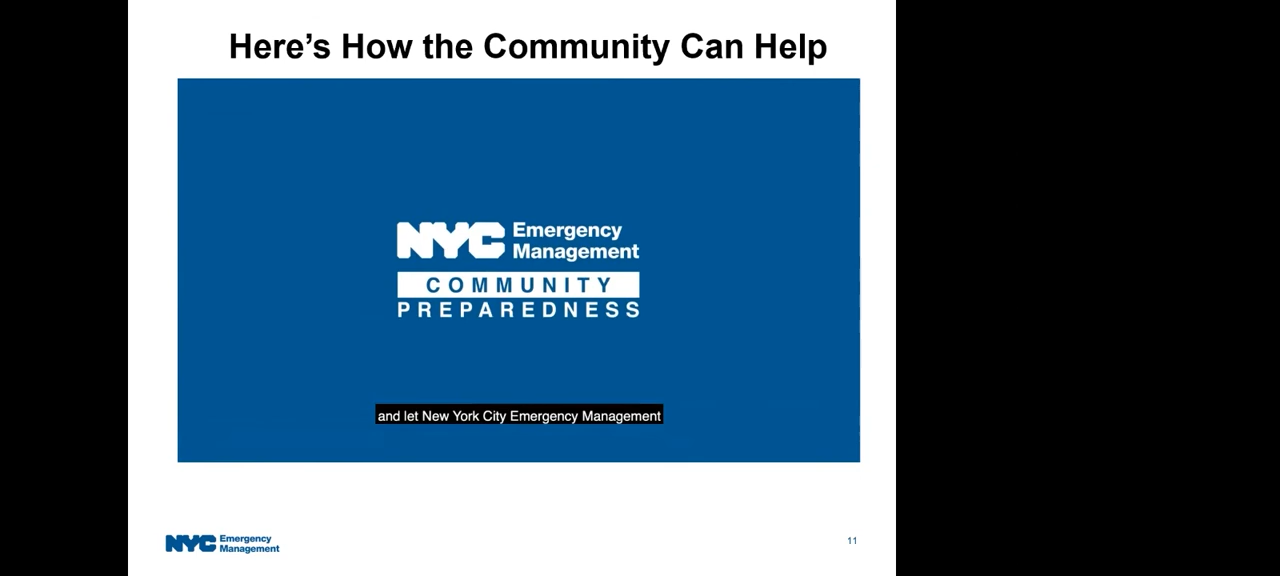 Here's How the Community Can Help
NYC Emergency
Management
COMMUNITY
PREPAREDNESS
and let New York City Emergency Management
NYC Emergency
Management
11